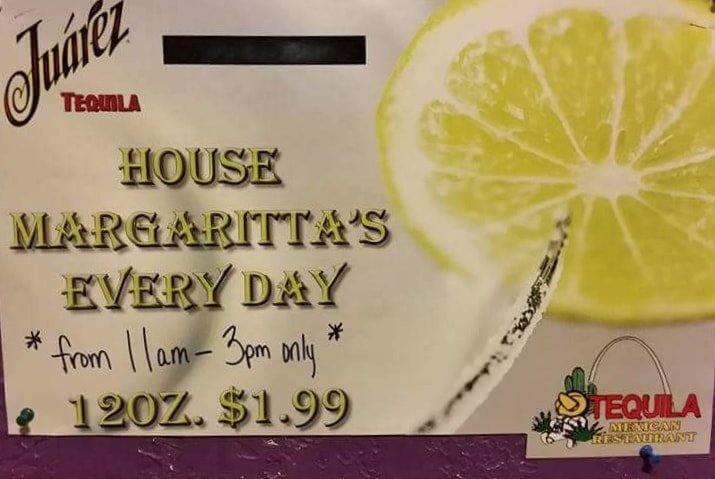 Juárez
TEQUILA
HOUSE
MARGARITTA'S
EVERY DAY
* from 11am - 3pm only *
12OZ. $1.99
TEQUILA
MEXICAN
RESTAURANT